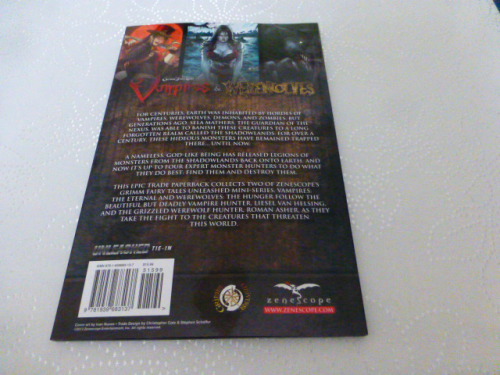 VAMPIRES & WEREWOLVES
FOR CENTURIES, EARTH WAS INHABITED BY HORDES OF
VAMPIRES, WEREWOLVES, DEMONS, AND ZOMBIES. BUT
GENERATIONS AGO, SELA MATHERS, THE GUARDIAN OF THE
NEXUS, WAS ABLE TO BANISH THESE CREATURES TO A LONG
FORGOTTEN REALM CALLED THE SHADOWLANDS. FOR OVER A
CENTURY, THESE HIDEOUS MONSTERS HAVE REMAINED TRAPPED
THERE... UNTIL NOW.
A NAMELESS, GOD LIKE BEING HAS RELEASED LEGIONS OF
MONSTERS FROM THE SHADOWLANDS BACK ONTO EARTH, AND
NOW IT'S UP TO FOUR EXPERT MONSTER HUNTERS TO DO WHAT
THEY DO BEST. FIND THEM AND DESTROY THEM.
THIS EPIC TRADE PAPERBACK COLLECTS TWO OF ZENESCOPE'S
GRIMM FAIRY TALES UNLEASHED MINI-SERIES: VAMPIRES:
THE ETERNAL AND WEREWOLVES: THE HUNGER. FOLLOW THE
BEAUTIFUL BUT DEADLY VAMPIRE HUNTER, LIESEL VAN HELSING,
AND THE GRIZZLED WEREWOLF HUNTER, ROMAN ASHER, AS THEY
TAKE THE FIGHT TO THE CREATURES THAT THREATEN
THIS WORLD.
UNLEASHED TIE-IN
zenescope
WWW.ZENESCOPE.COM